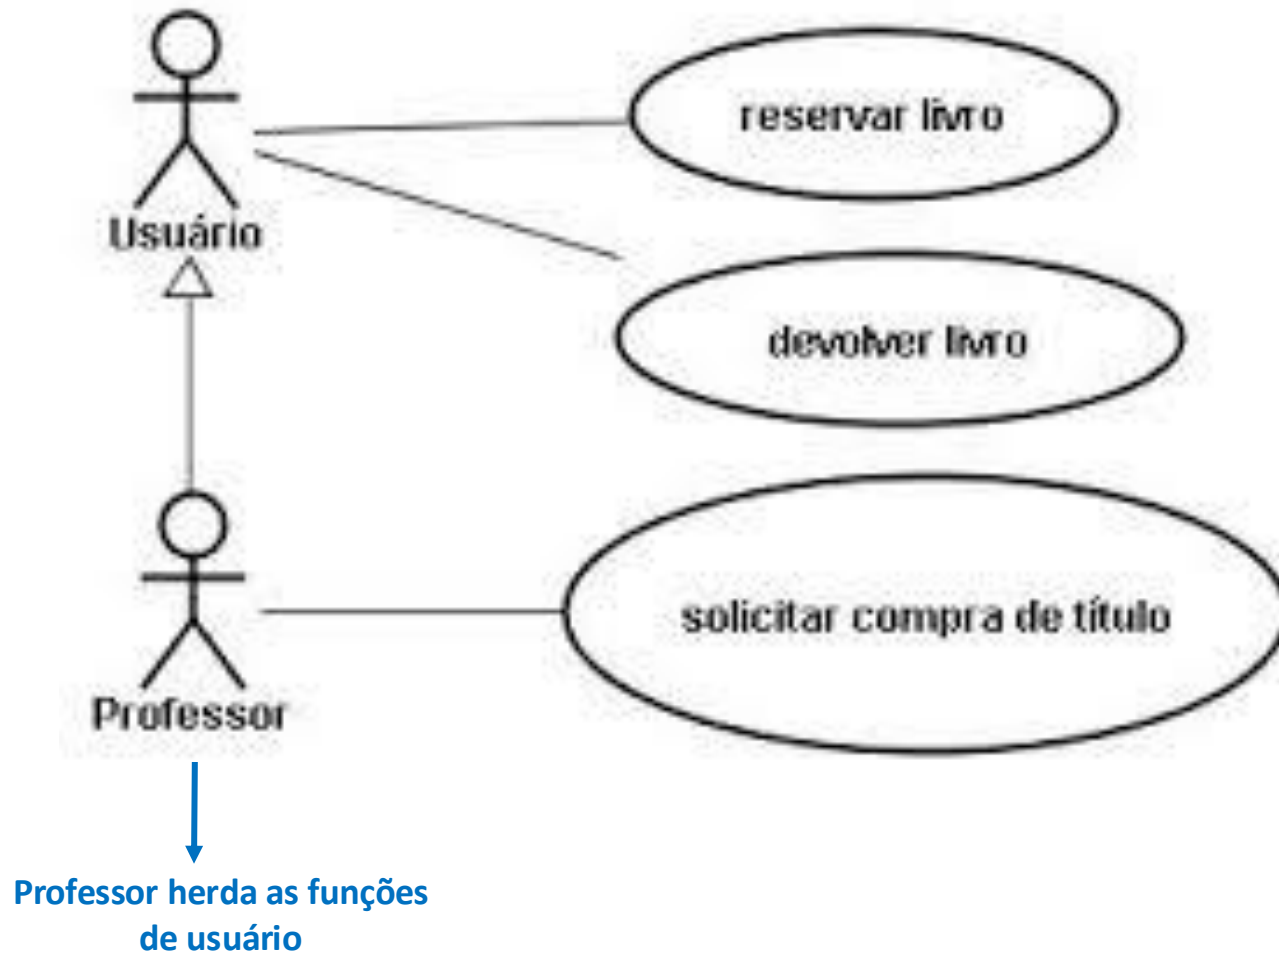 reservar livro
Usuário
devolver livro
solicitar compra de título
Professor
Professor herda as funções
de usuário